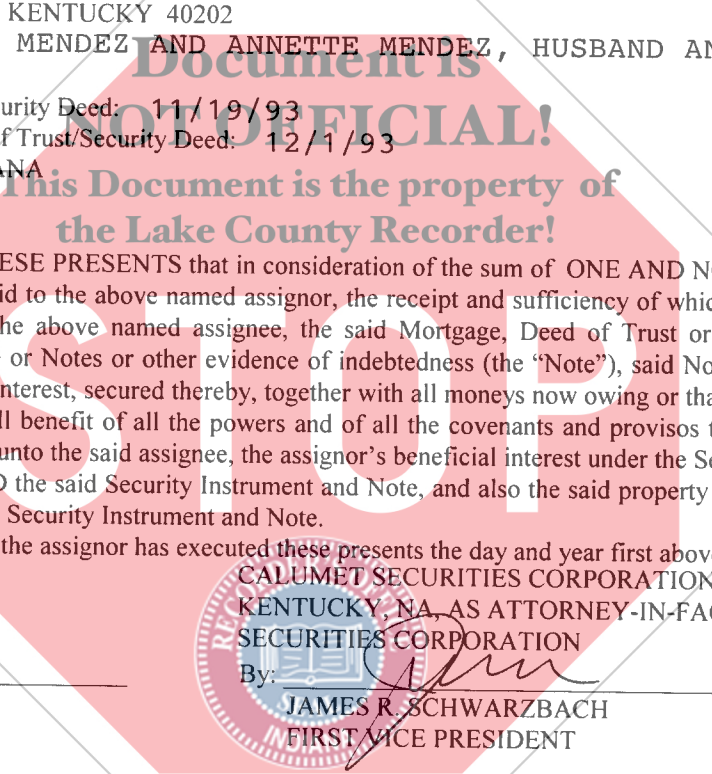 KENTUCKY 40202
MENDEZ AND ANNETTE MENDEZ, HUSBAND AN
Document is
urity Deed: 11/19/93
NOT OFFICIAL!
f Trust/Security Deed: 12/1/93
ANA
This Document is the property of
the Lake County Recorder!
ESE PRESENTS that in consideration of the sum of ONE AND N
id to the above named assignor, the receipt and sufficiency of whic
he above named assignee, the said Mortgage, Deed of Trust or
or Notes or other evidence of indebtedness (the “Note”), said No
nterest, secured thereby, together with all moneys now owing or tha
ll benefit of all the powers and of all the covenants and provisos t
unto the said assignee, the assignor’s beneficial interest under the Se
D the said Security Instrument and Note, and also the said property
Security Instrument and Note.
STOP
the assignor has executed these presents the day and year first above
CALUMET SECURITIES CORPORATION
KENTUCKY, NA, AS ATTORNEY-IN-FAC
SECURITIES CORPORATION
By:
JAMES R. SCHWARZBACH
FIRST VICE PRESIDENT
RECORDER OF
SEAL
INDIANA